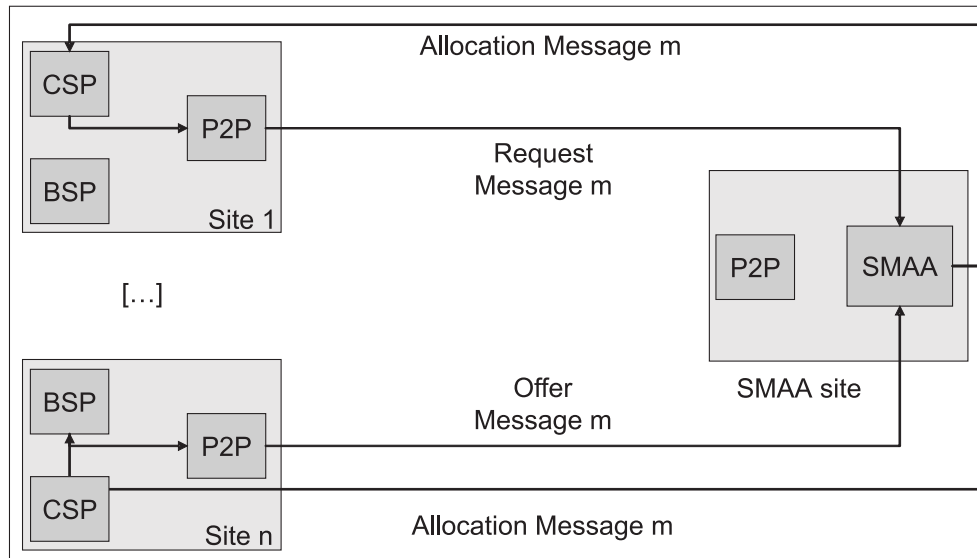 Allocation Message m
CSP
P2P
Request
Message m
BSP
Site 1
P2P
SMAA
[...]
SMAA site
BSP
Offer
Message m
P2P
CSP
Site n
Allocation Message m